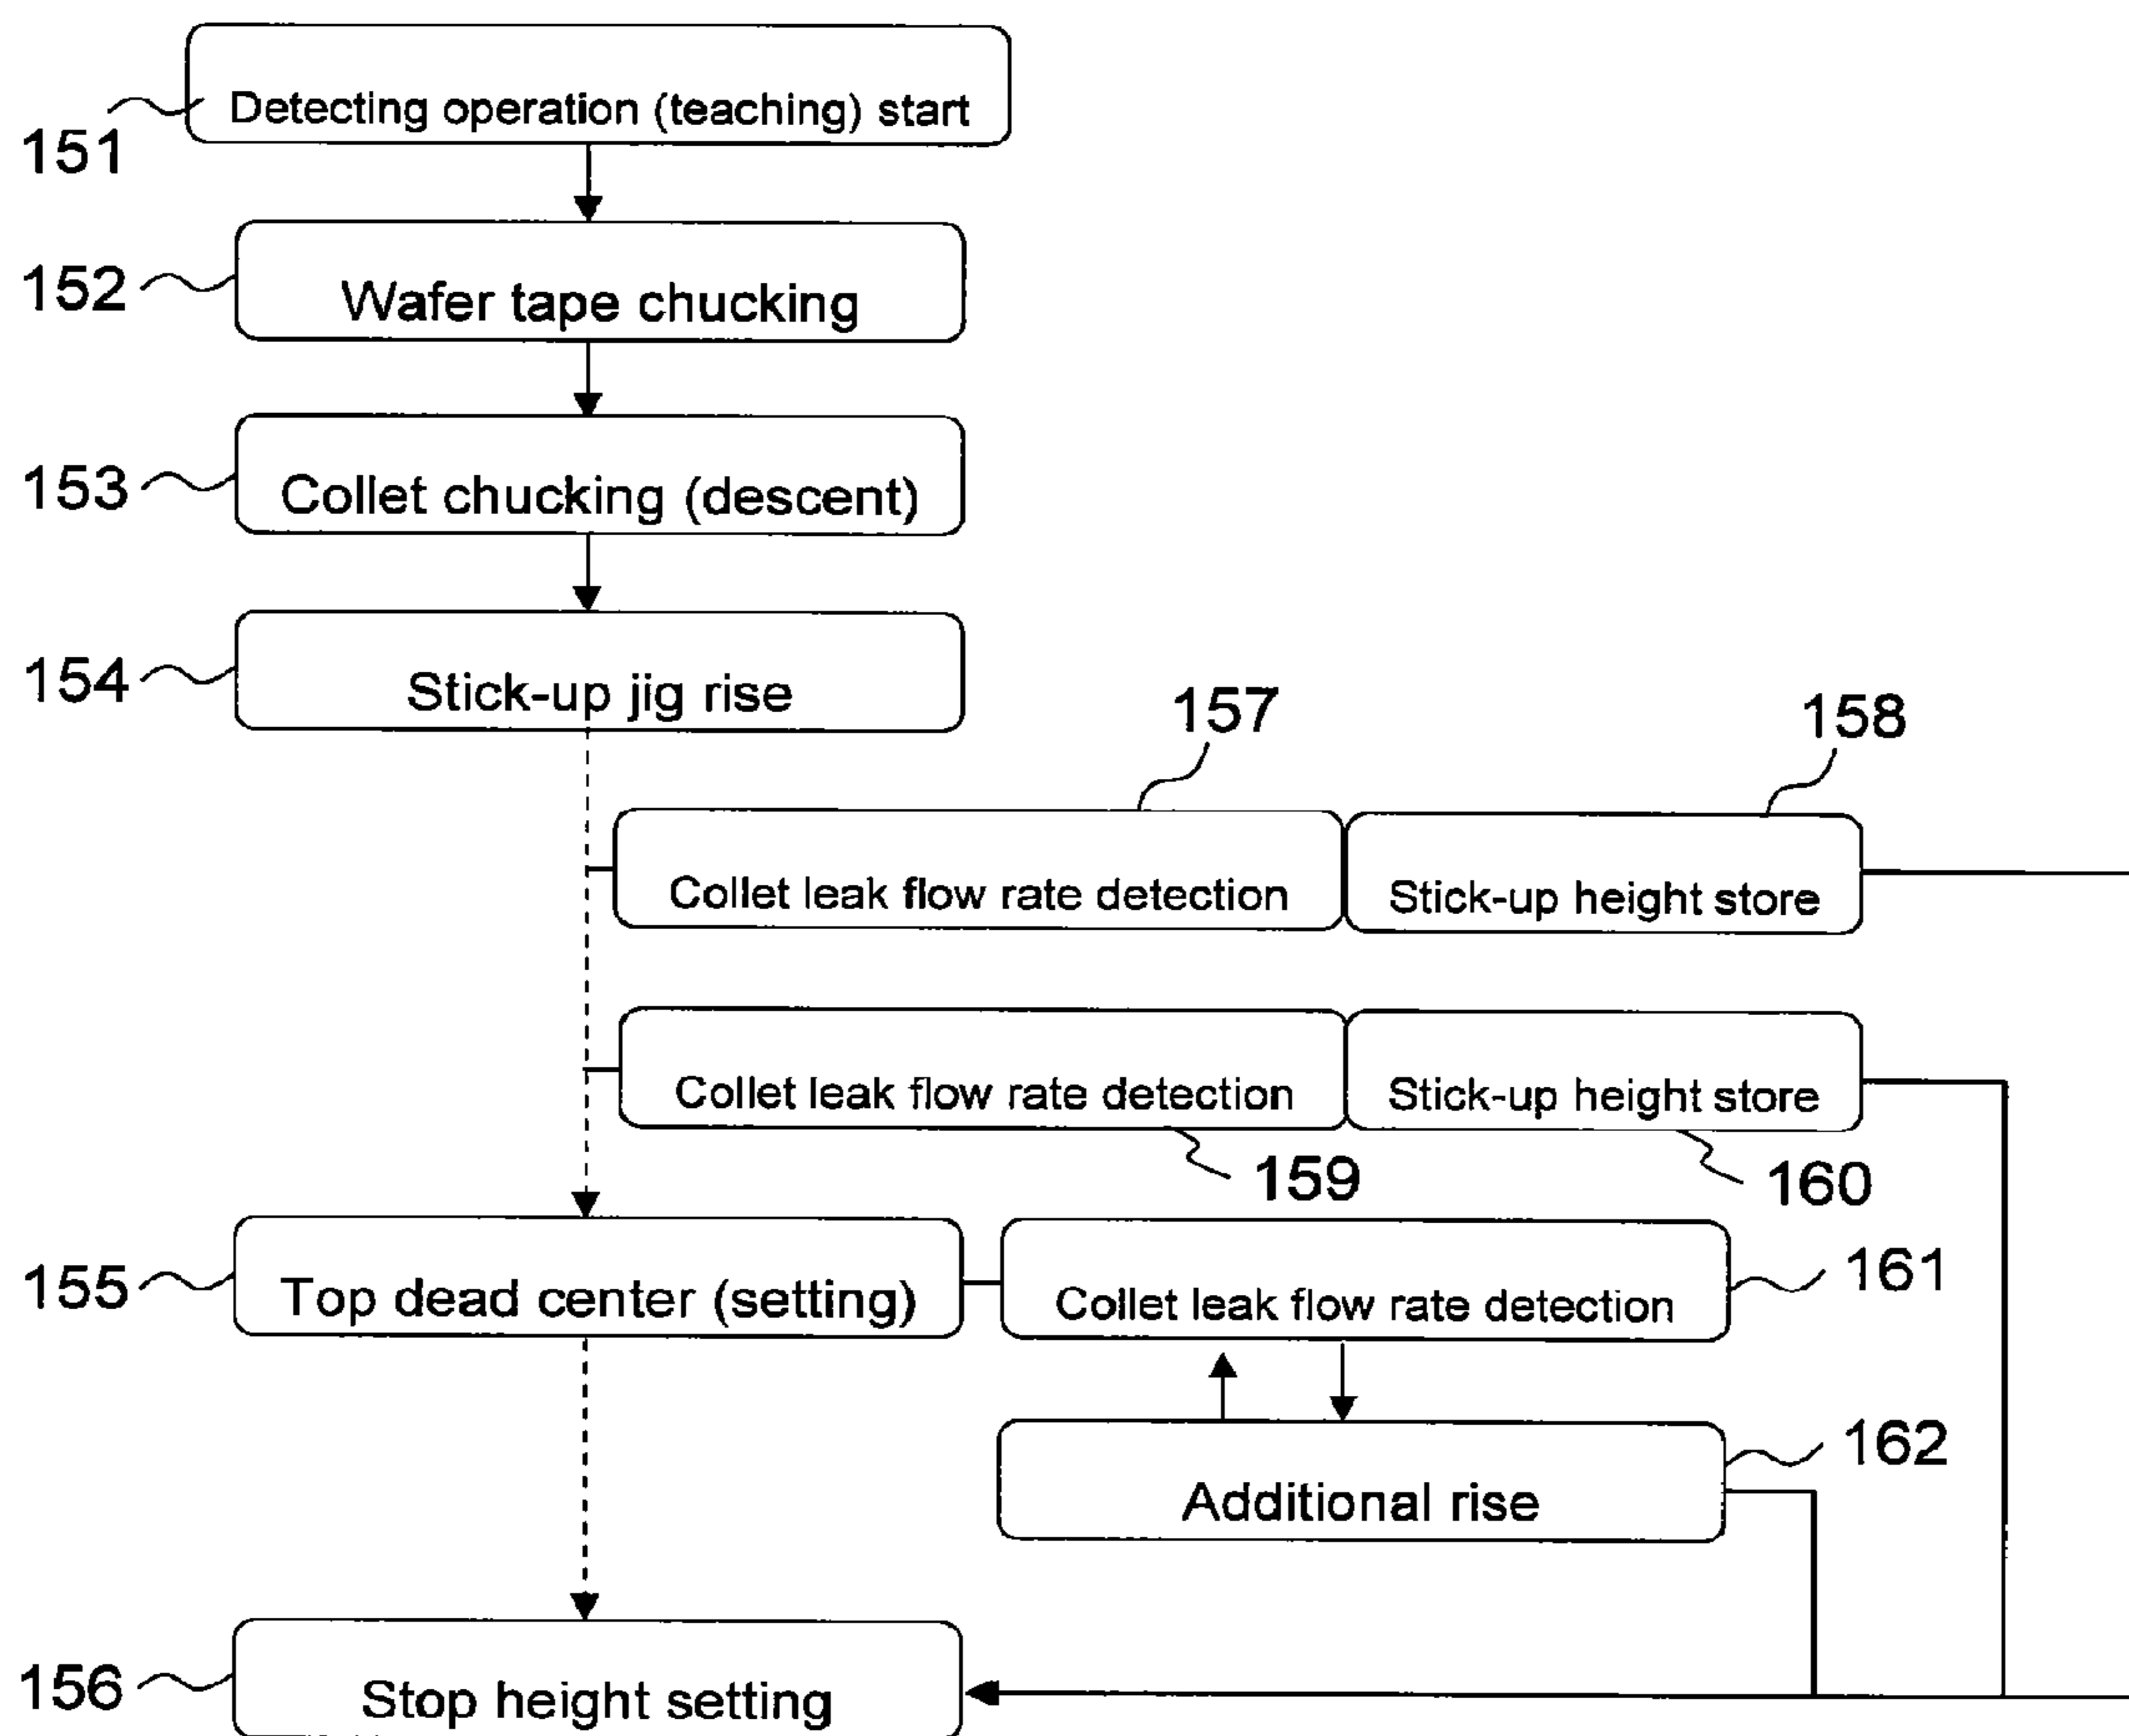 Detecting operation (teaching) start
151
152
Wafer tape chucking
153
Collet chucking (descent)
154
Stick-up jig rise
157
158
Collet leak flow rate detection
Stick-up height store
Collet leak flow rate detection
Stick-up height store
159
160
155
Top dead center (setting)
Collet leak flow rate detection
161
162
Additional rise
156
Stop height setting